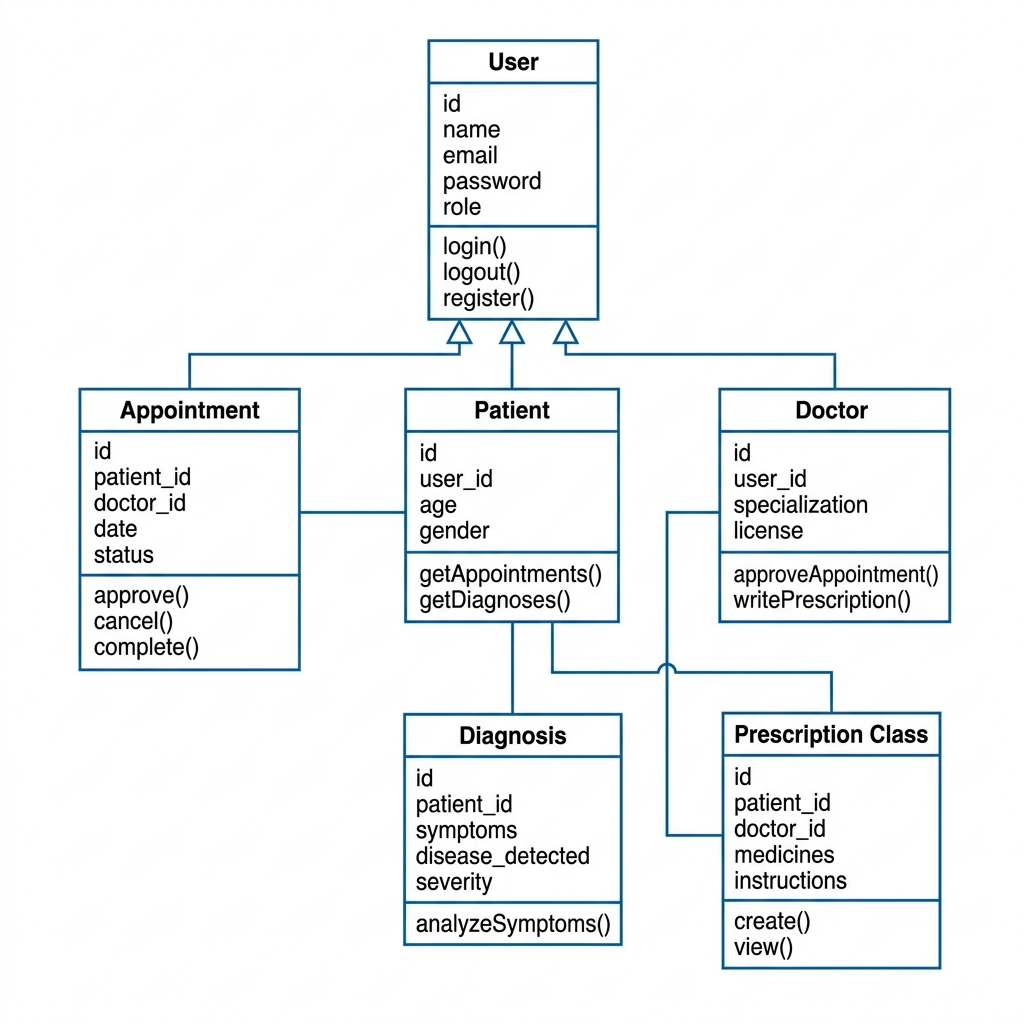 User
id
name
email
password
role
login()
logout()
register()
Appointment
id
patient_id
doctor_id
date
status
approve()
cancel()
complete()
Patient
id
user_id
age
gender
getAppointments()
getDiagnoses()
Doctor
id
user_id
specialization
license
approveAppointment()
writePrescription()
Diagnosis
id
patient_id
symptoms
disease_detected
severity
analyzeSymptoms()
Prescription Class
id
patient_id
doctor_id
medicines
instructions
create()
view()